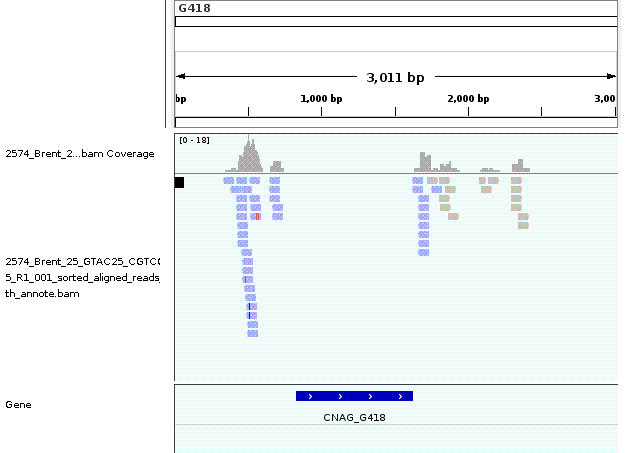 G418
3,011 bp
bp 1,000 bp 2,000 bp 3,00
[0 - 18]
2574_Brent_2...bam Coverage
2574_Brent_25_GTAC25_CGTC
5_R1_001_sorted_aligned_reads_
th_annote.bam
Gene
CNAG_G418